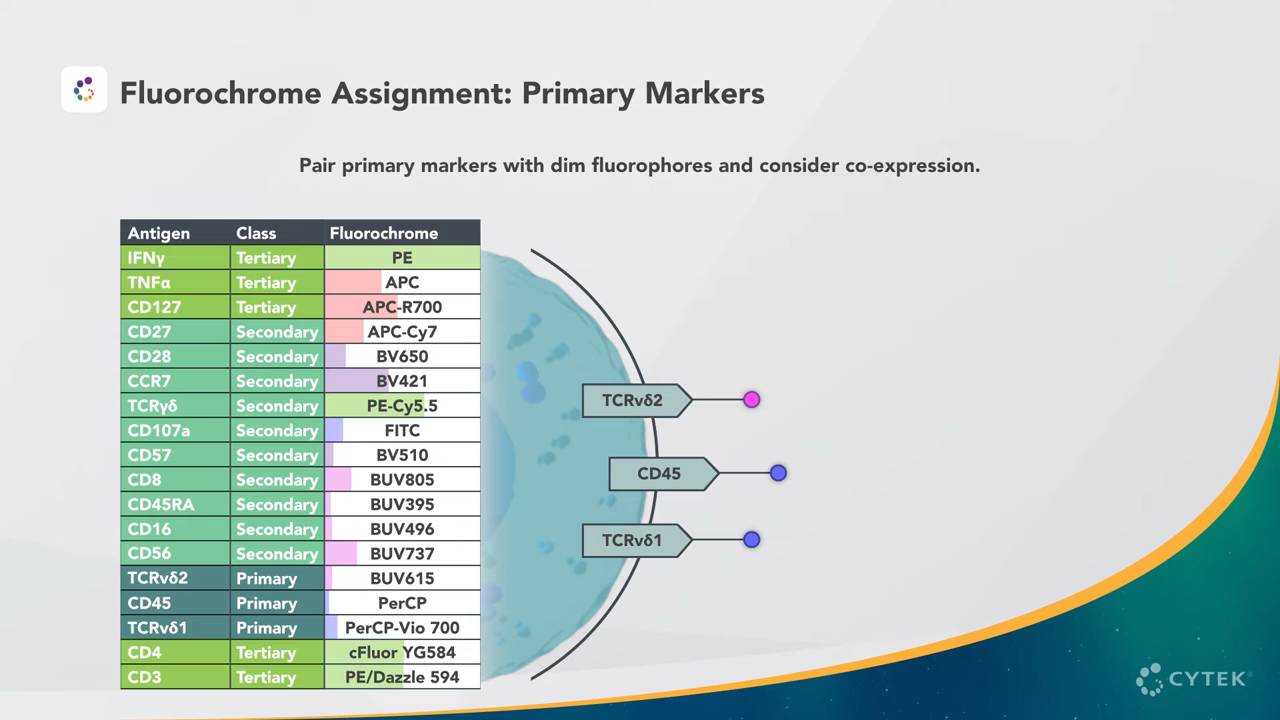 Fluorochrome Assignment: Primary Markers
Pair primary markers with dim fluorophores and consider co-expression.
Antigen Class Fluorochrome
IFNγ Tertiary PE
TNFα Tertiary APC
CD127 Tertiary APC-R700
CD27 Secondary APC-Cy7
CD28 Secondary BV650
CCR7 Secondary BV421
TCRγδ Secondary PE-Cy5.5
CD107a Secondary FITC
CD57 Secondary BV510
CD8 Secondary BUV805
CD45RA Secondary BUV395
CD16 Secondary BUV496
CD56 Secondary BUV737
TCRvδ2 Primary BUV615
CD45 Primary PerCP
TCRvδ1 Primary PerCP-Vio 700
CD4 Tertiary cFluor YG584
CD3 Tertiary PE/Dazzle 594
TCRvδ2
CD45
TCRvδ1
CYTEK®